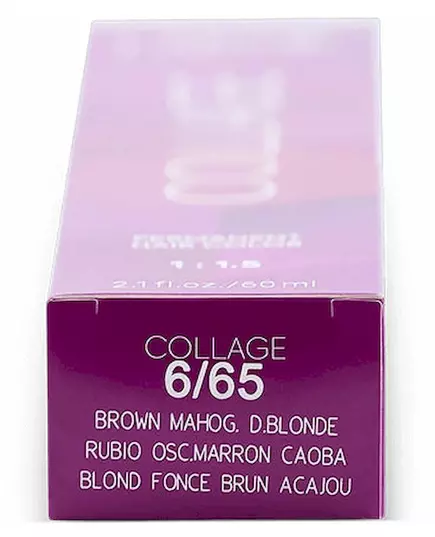 1 : 1.5
2.1 fl.oz./60 ml
COLLAGE
6/65
BROWN MAHOG. D.BLONDE
RUBIO OSC.MARRON CAOBA
BLOND FONCE BRUN ACAJOU